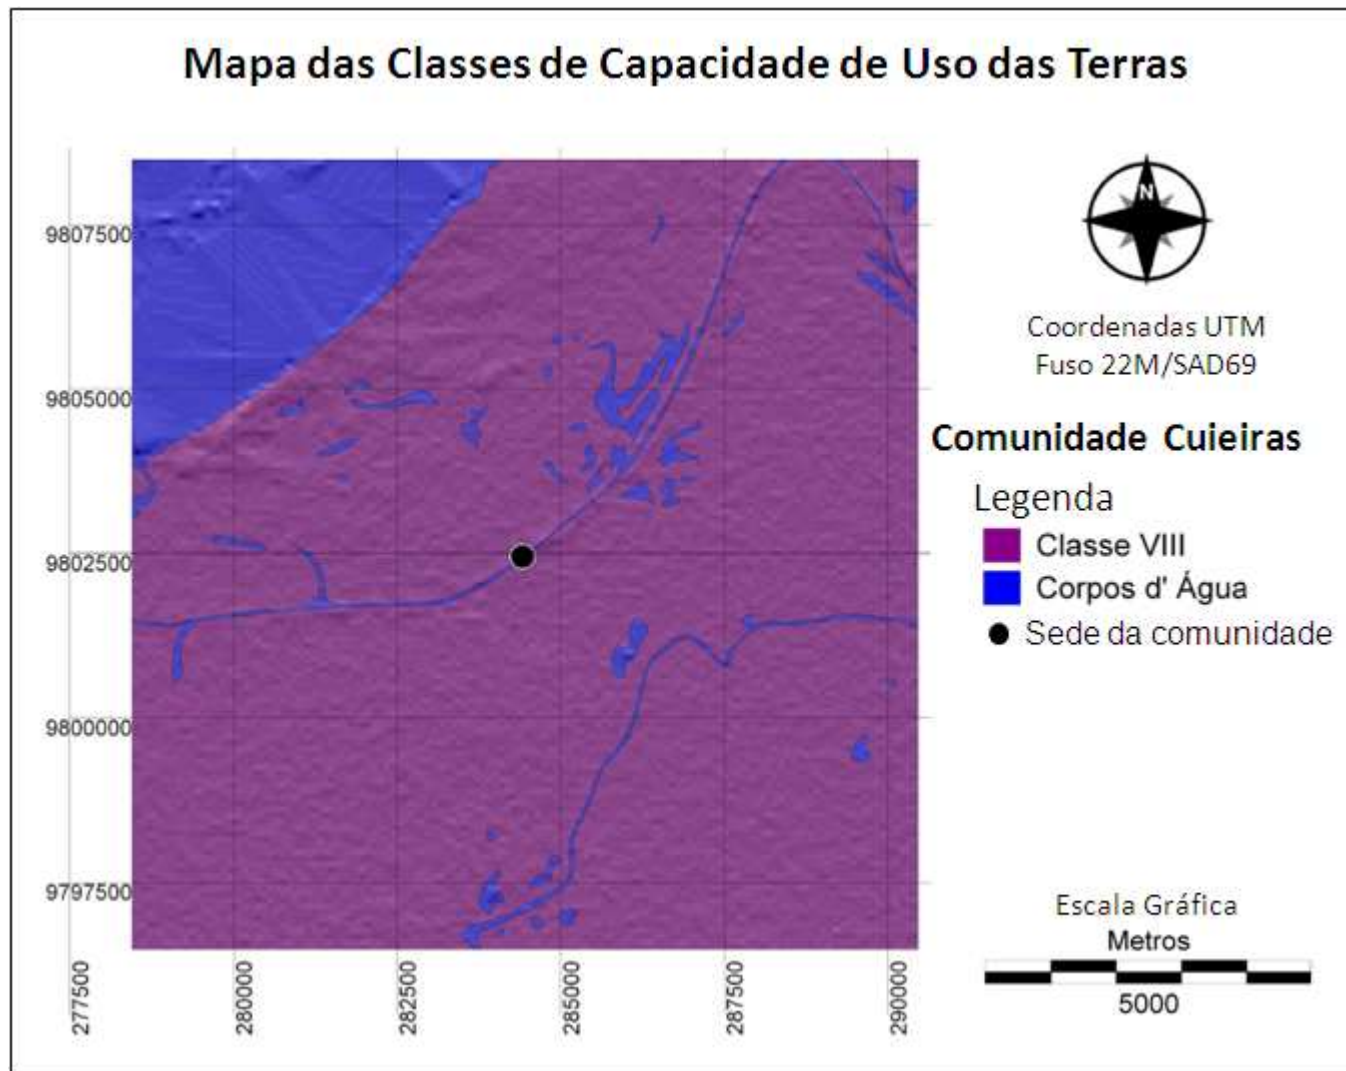 Mapa das Classes de Capacidade de Uso das Terras
N
Coordenadas UTM
Fuso 22M/SAD69
Comunidade Cuieiras
Legenda
Classe VIII
Corpos d' Água
Sede da comunidade
Escala Gráfica
Metros
5000
9807500
9805000
9802500
9800000
9797500
277500
280000
282500
285000
287500
290000